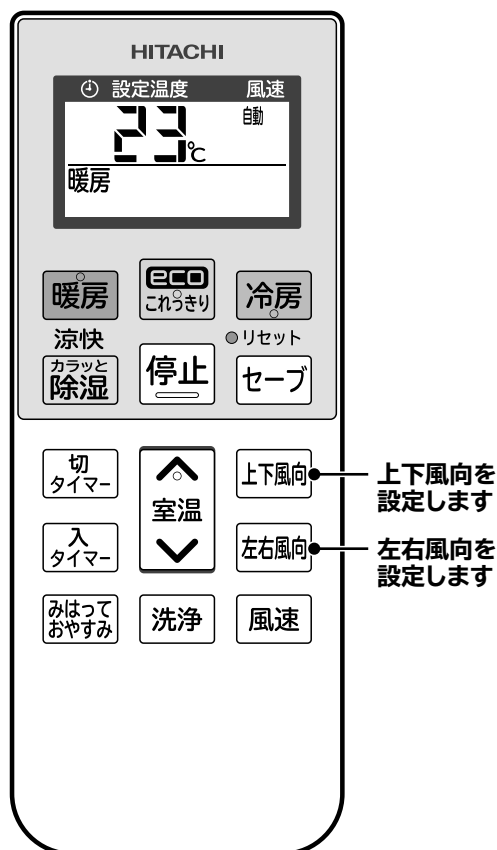 HITACHI
設定温度 風速
23℃ 自動
暖房
暖房
eco
これっきり
冷房
涼快
リセット
カラッと
除湿
停止
セーブ
切
タイマー
室温
上下風向
上下風向を
設定します
入
タイマー
左右風向
左右風向を
設定します
みはって
おやすみ
洗浄
風速